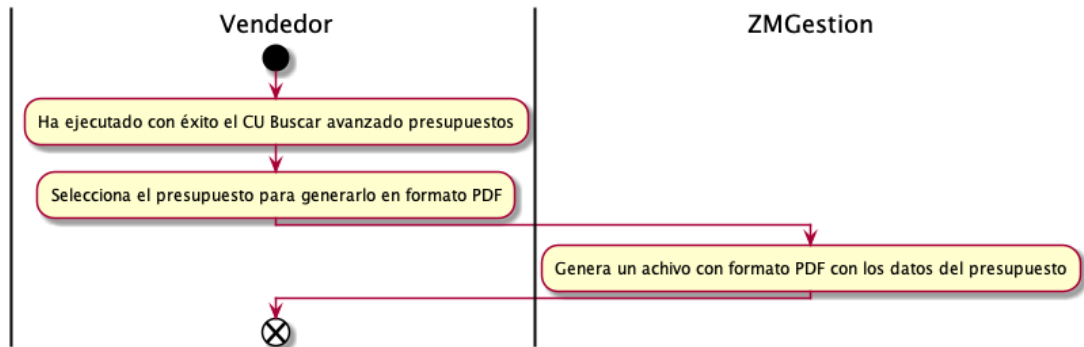 Vendedor
ZMGestion
Ha ejecutado con éxito el CU Buscar avanzado presupuestos
Selecciona el presupuesto para generarlo en formato PDF
Genera un achivo con formato PDF con los datos del presupuesto